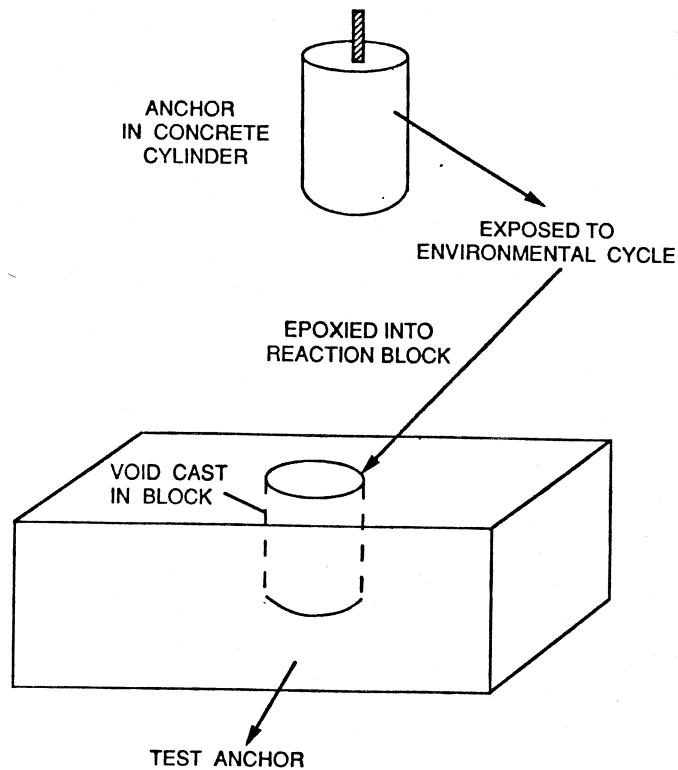 ANCHOR
IN CONCRETE
CYLINDER
EXPOSED TO
ENVIRONMENTAL CYCLE
EPOXIED INTO
REACTION BLOCK
VOID CAST
IN BLOCK
TEST ANCHOR